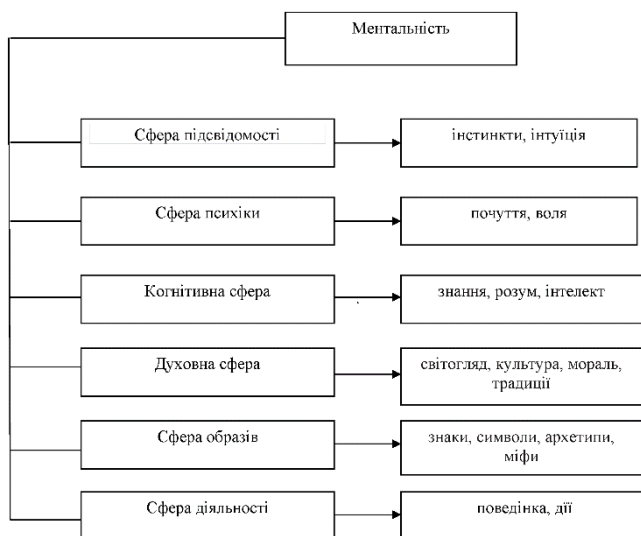 Ментальність
Сфера підсвідомості
інстинкти, інтуїція
Сфера психіки
почуття, воля
Когнітивна сфера
знання, розум, інтелект
Духовна сфера
світогляд, культура, мораль,
традиції
Сфера образів
знаки, символи, архетипи,
міфи
Сфера діяльності
поведінка, дії